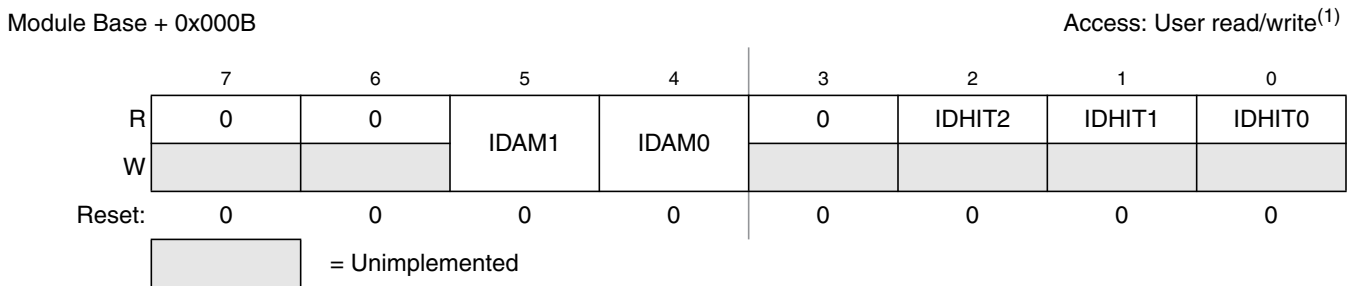 Module Base + 0x000B Access: User read/write(1)
7 6 5 4 3 2 1 0
R 0 0 IDAM1 IDAM0 0 IDHIT2 IDHIT1 IDHIT0
W
Reset: 0 0 0 0 0 0 0 0
= Unimplemented